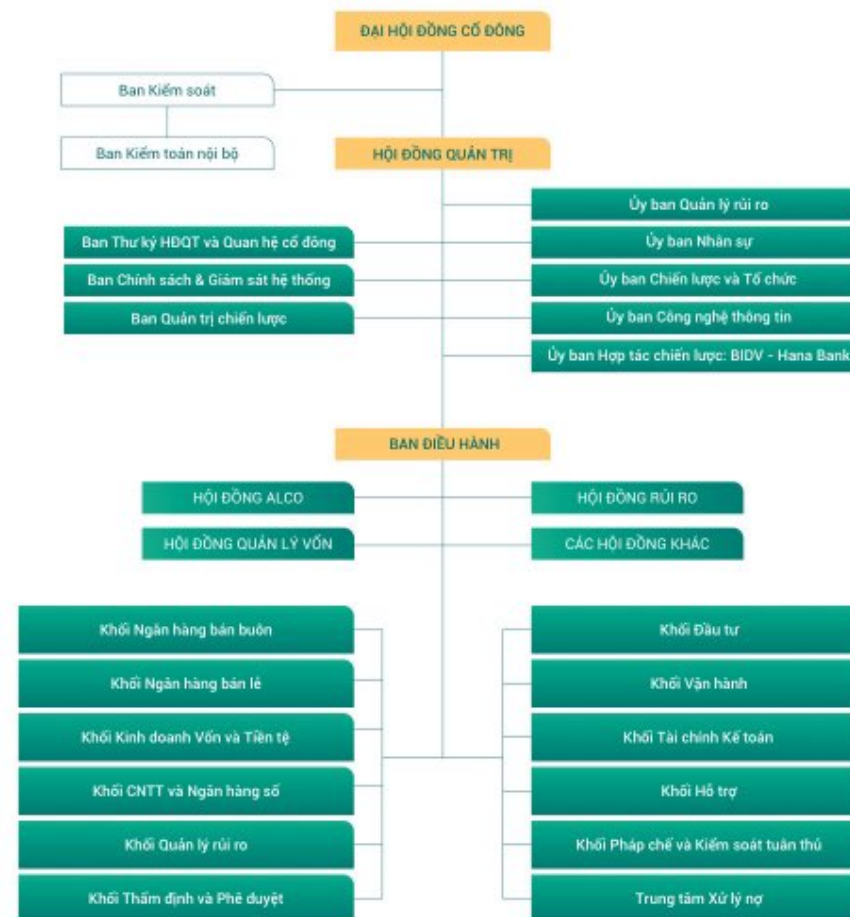 ĐẠI HỘI ĐỒNG CỔ ĐÔNG
Ban Kiểm soát
Ban Kiểm toán nội bộ
HỘI ĐỒNG QUẢN TRỊ
Ủy ban Quản lý rủi ro
Ban Thư ký HĐQT và Quan hệ cổ đông
Ủy ban Nhân sự
Ban Chính sách & Giám sát hệ thống
Ủy ban Chiến lược và Tổ chức
Ban Quản trị chiến lược
Ủy ban Công nghệ thông tin
Ủy ban Hợp tác chiến lược: BIDV - Hana Bank
BAN ĐIỀU HÀNH
HỘI ĐỒNG ALCO
HỘI ĐỒNG RỦI RO
HỘI ĐỒNG QUẢN LÝ VỐN
CÁC HỘI ĐỒNG KHÁC
Khối Ngân hàng bán buôn
Khối Đầu tư
Khối Ngân hàng bán lẻ
Khối Vận hành
Khối Kinh doanh Vốn và Tiền tệ
Khối Tài chính Kế toán
Khối CNTT và Ngân hàng số
Khối Hỗ trợ
Khối Quản lý rủi ro
Khối Pháp chế và Kiểm soát tuân thủ
Khối Thẩm định và Phê duyệt
Trung tâm Xử lý nợ